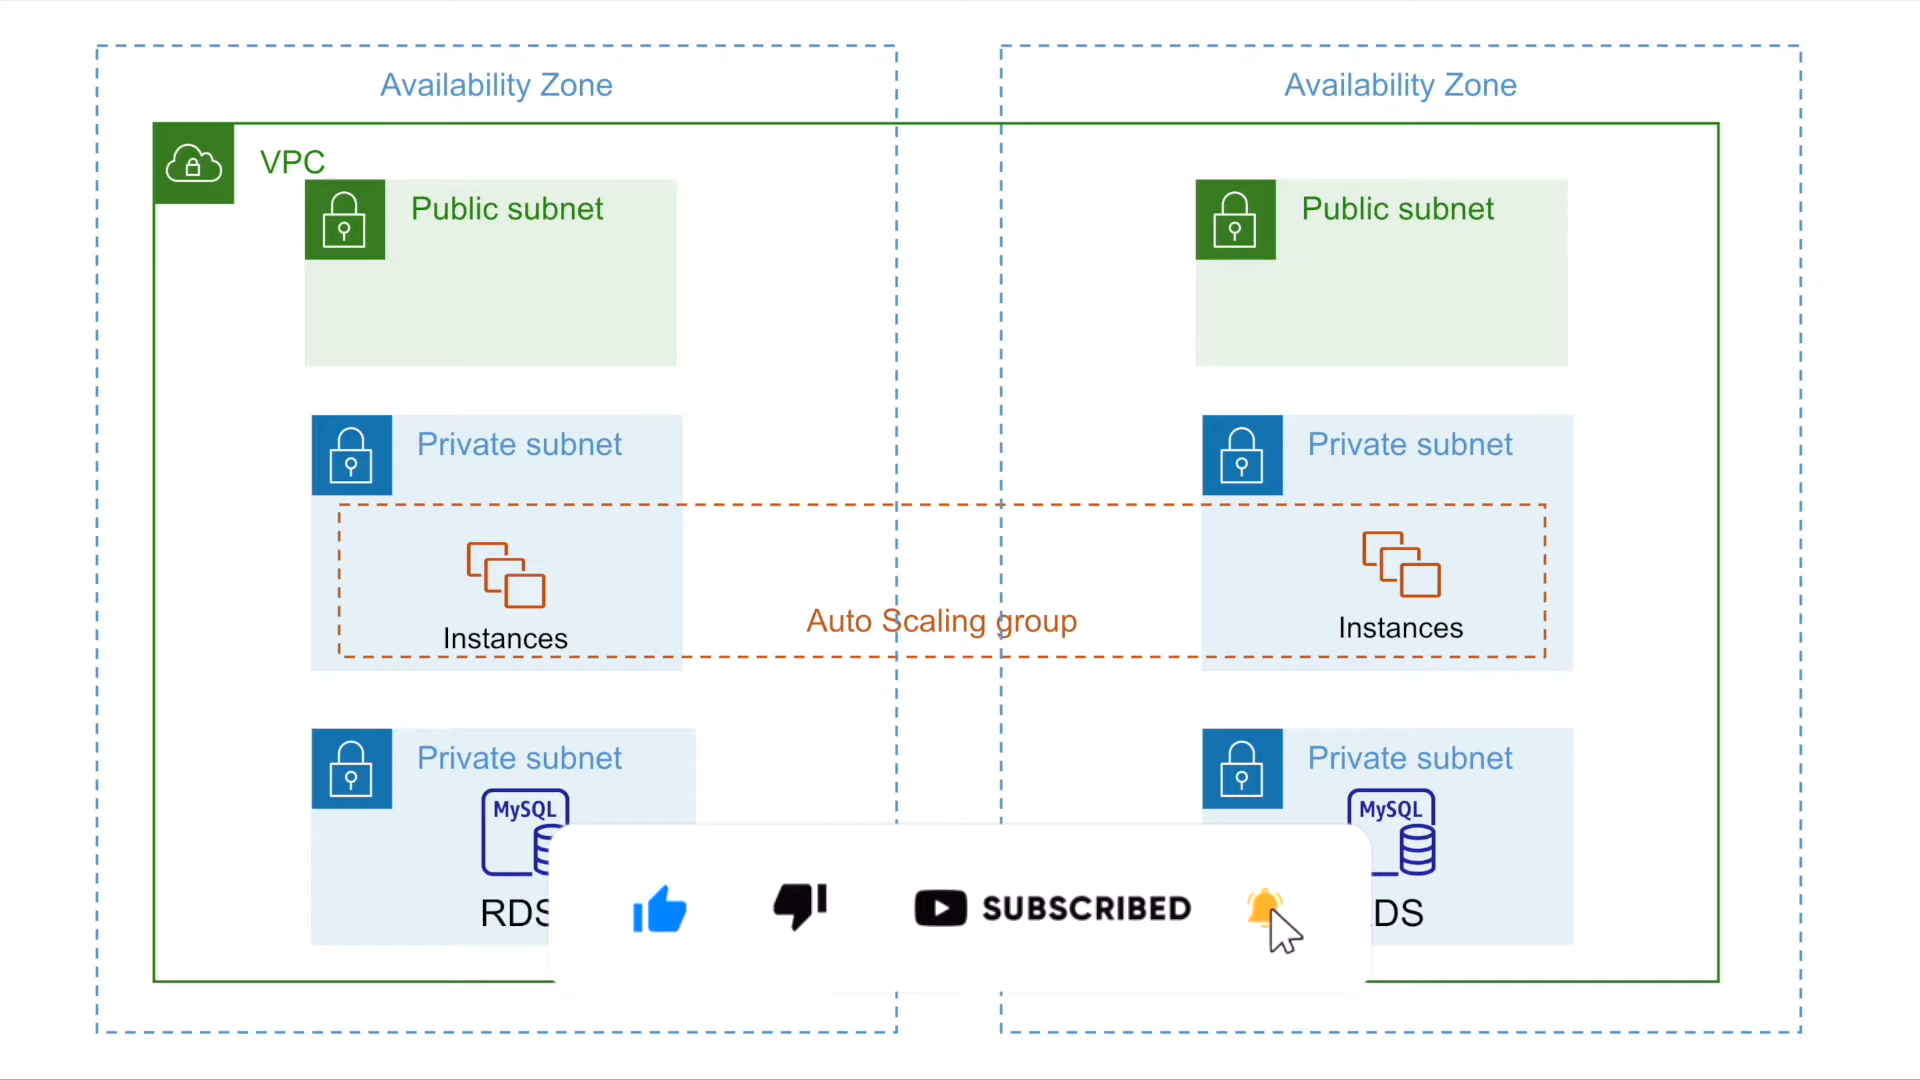 Availability Zone
Availability Zone
VPC
Public subnet
Public subnet
Private subnet
Private subnet
Instances
Auto Scaling group
Instances
Private subnet
Private subnet
MySQL
MySQL
RDS
DS
SUBSCRIBED